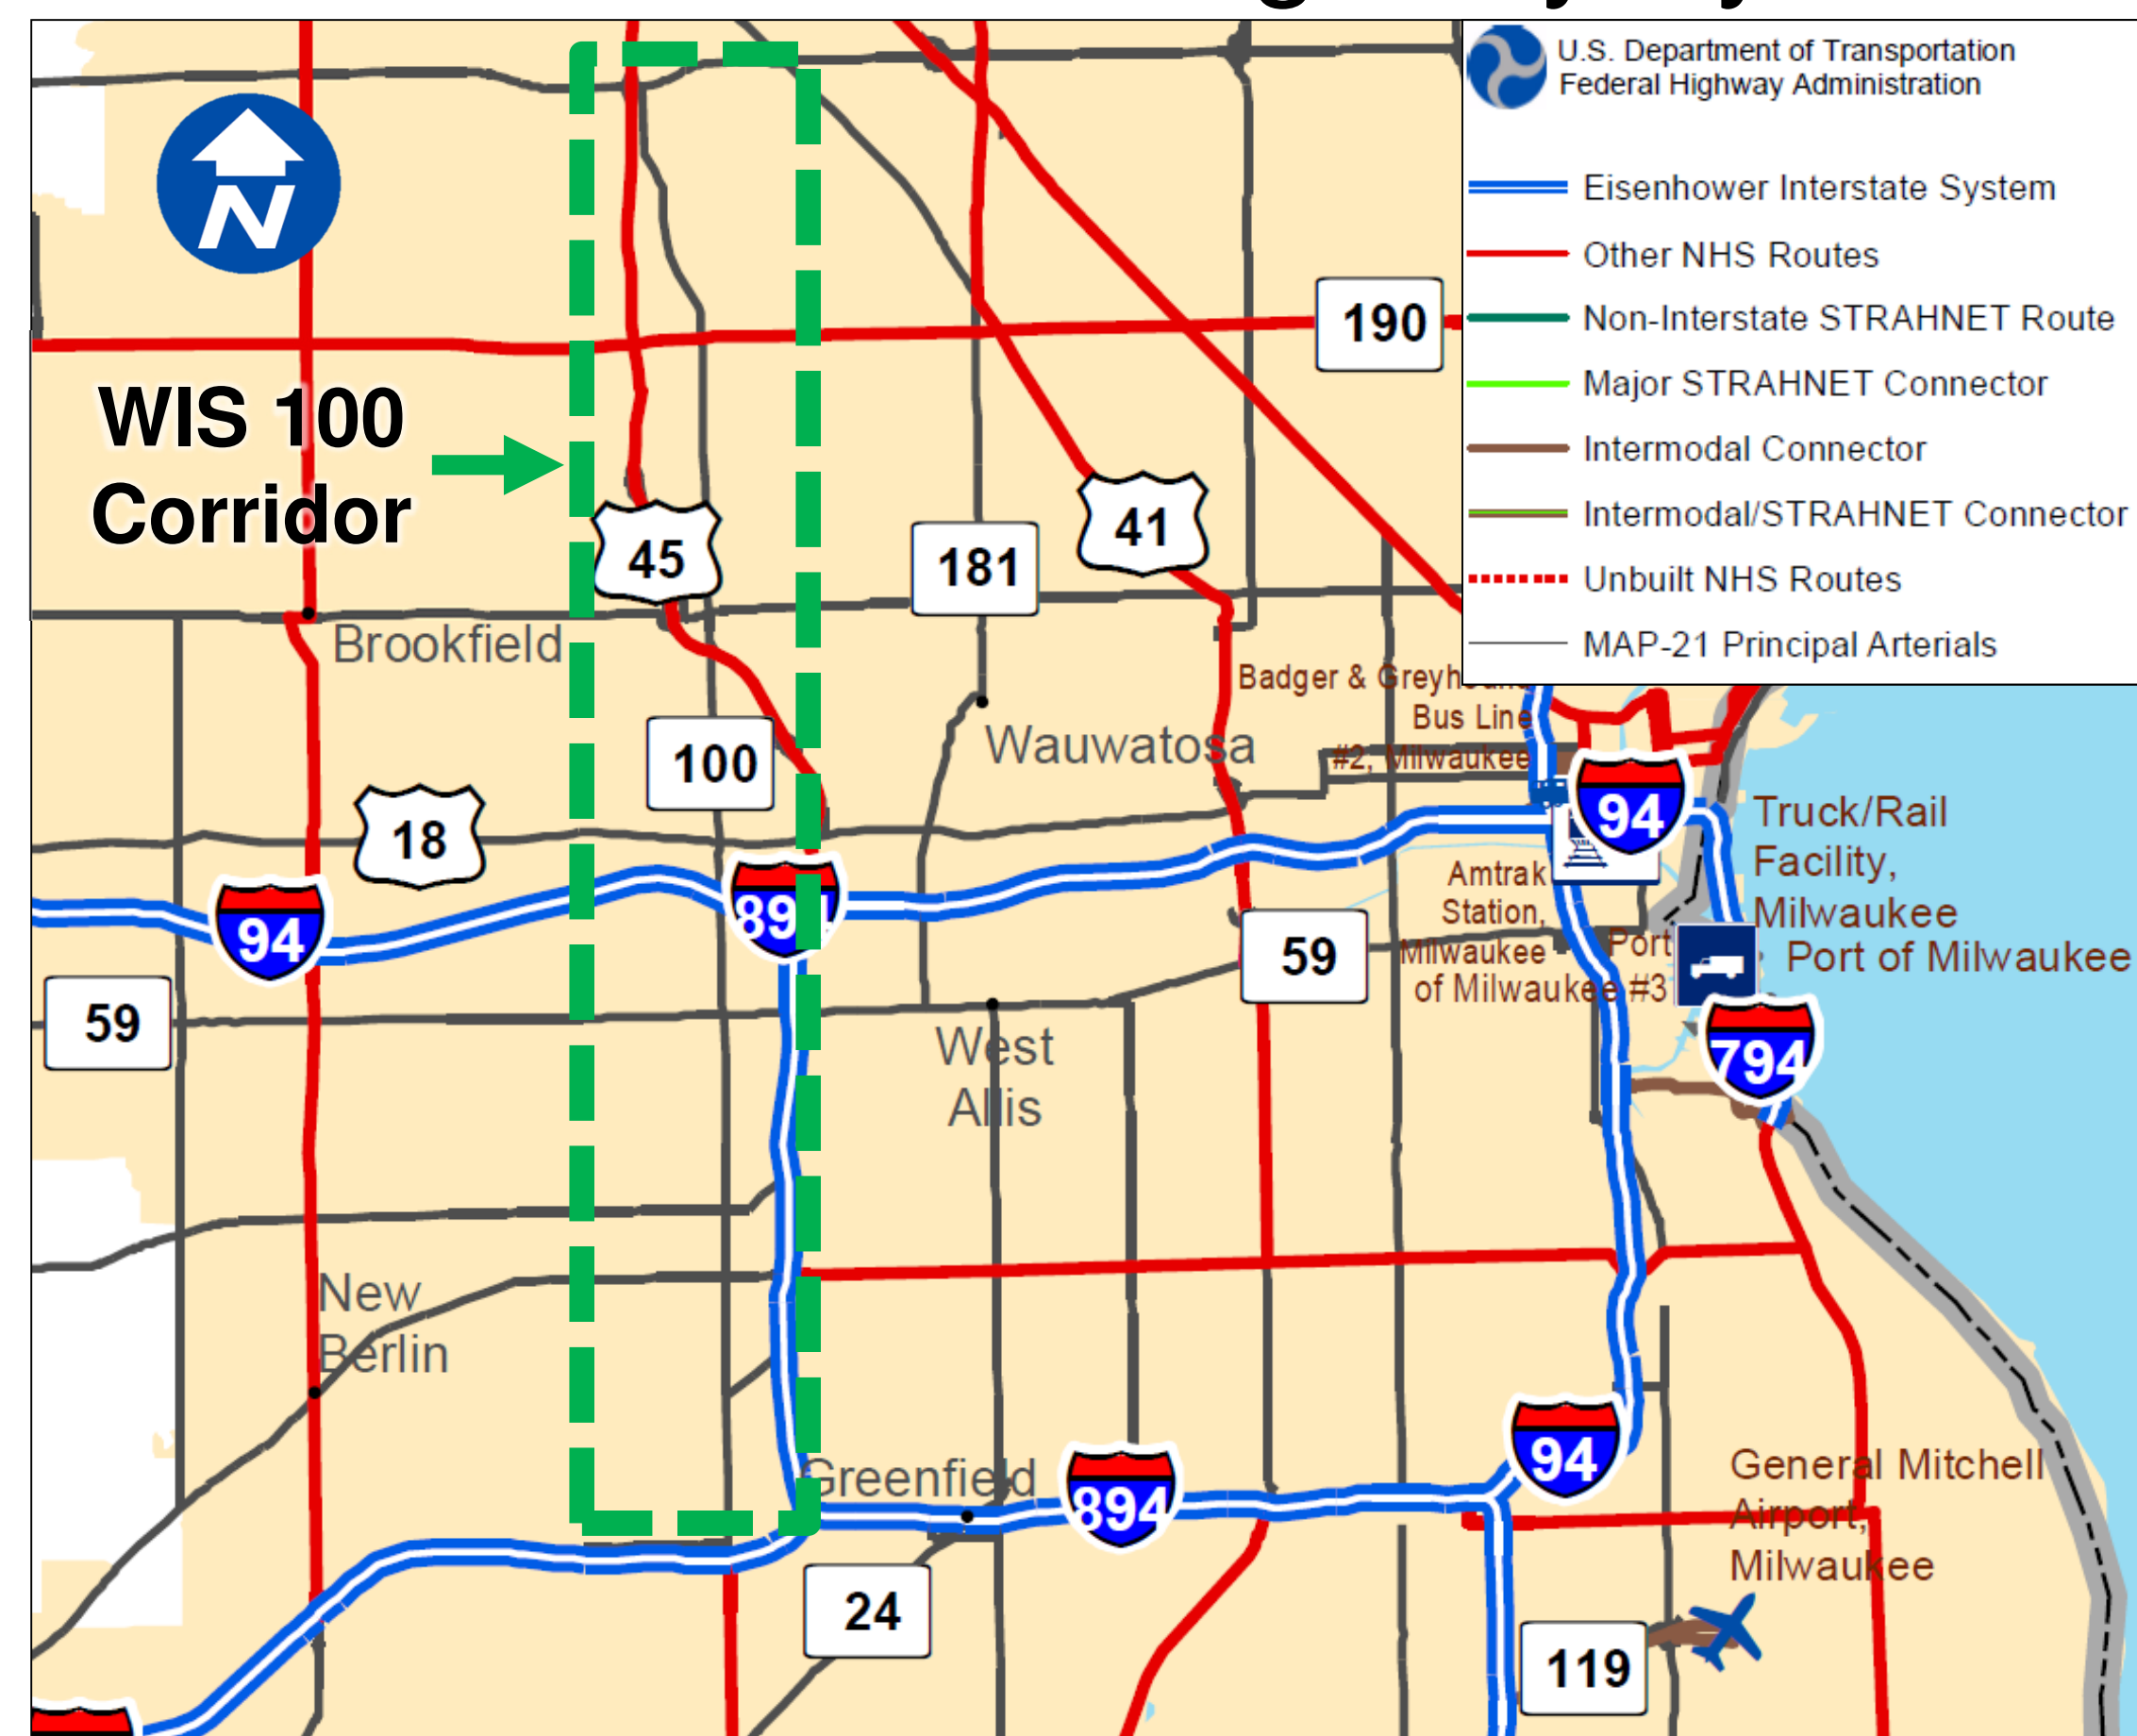 U.S. Department of Transportation
Federal Highway Administration
Eisenhower Interstate System
Other NHS Routes
Non-Interstate STRAHNET Route
Major STRAHNET Connector
Intermodal Connector
Intermodal/STRAHNET Connector
Unbuilt NHS Routes
MAP-21 Principal Arterials
N
190
WIS 100
Corridor
45
181
41
Brookfield
Badger & Greyhound
Bus Line
#2, Milwaukee
Wauwatosa
100
18
94
94
894
Truck/Rail
Facility,
Milwaukee
Amtrak
Station,
Milwaukee
59
59
Port
of Milwaukee #3
Port of Milwaukee
West
Allis
794
New
Berlin
Greenfield
894
94
General Mitchell
Airport,
Milwaukee
24
119